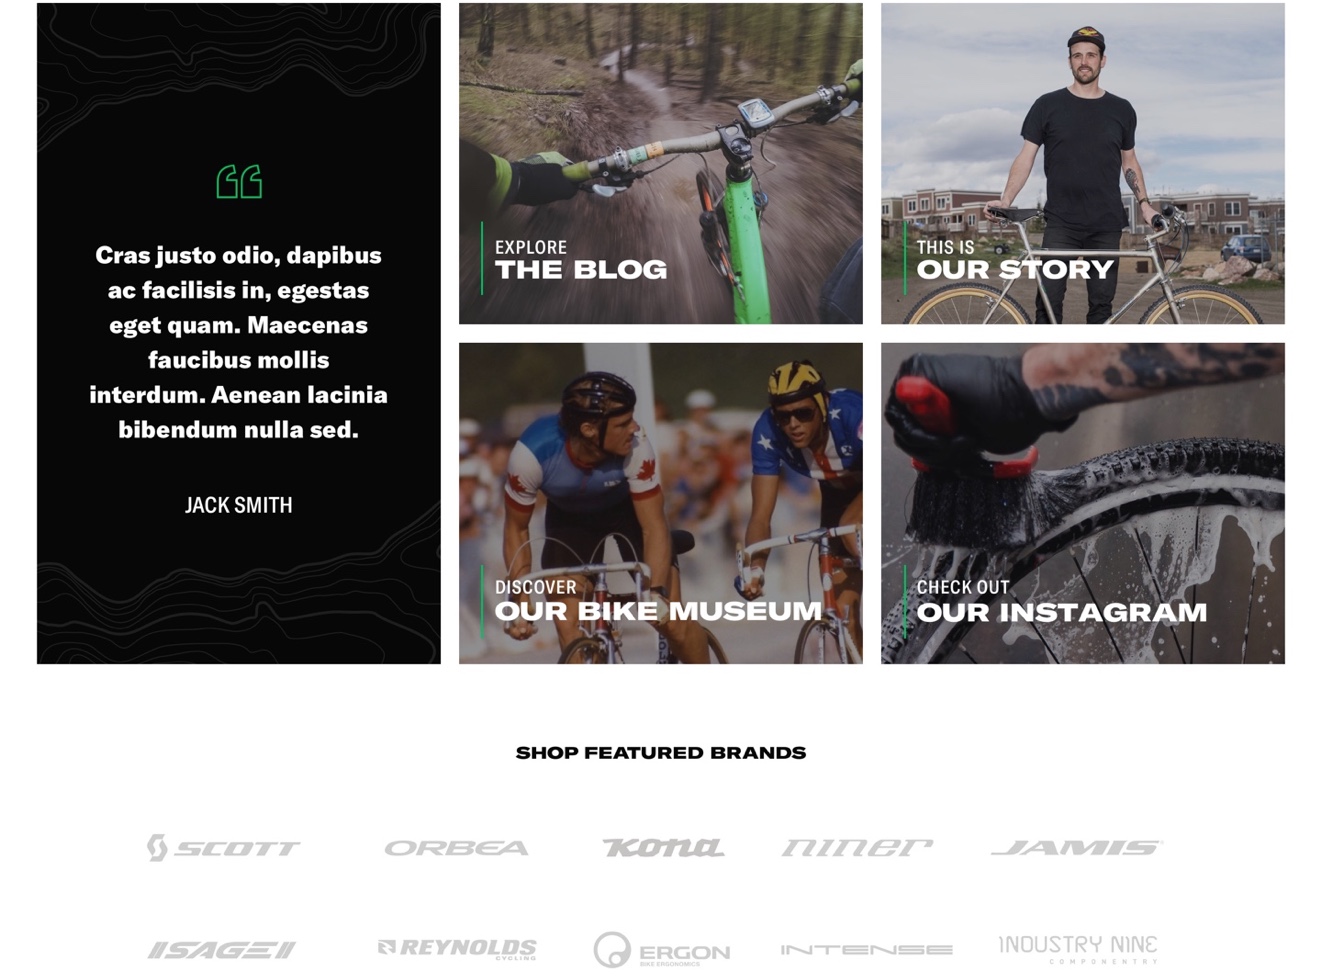 Cras justo odio, dapibus
ac facilisis in, egestas
eget quam. Maecenas
faucibus mollis
interdum. Aenean lacinia
bibendum nulla sed.
JACK SMITH
EXPLORE
THE BLOG
THIS IS
OUR STORY
DISCOVER
OUR BIKE MUSEUM
CHECK OUT
OUR INSTAGRAM
SHOP FEATURED BRANDS
SCOTT
ORBEA
Kona
niner
JAMIS
SAGE
REYNOLDS
CYCLING
ERGON
BIKE ERGONOMICS
INTENSE
INDUSTRY NINE
COMPONENTRY